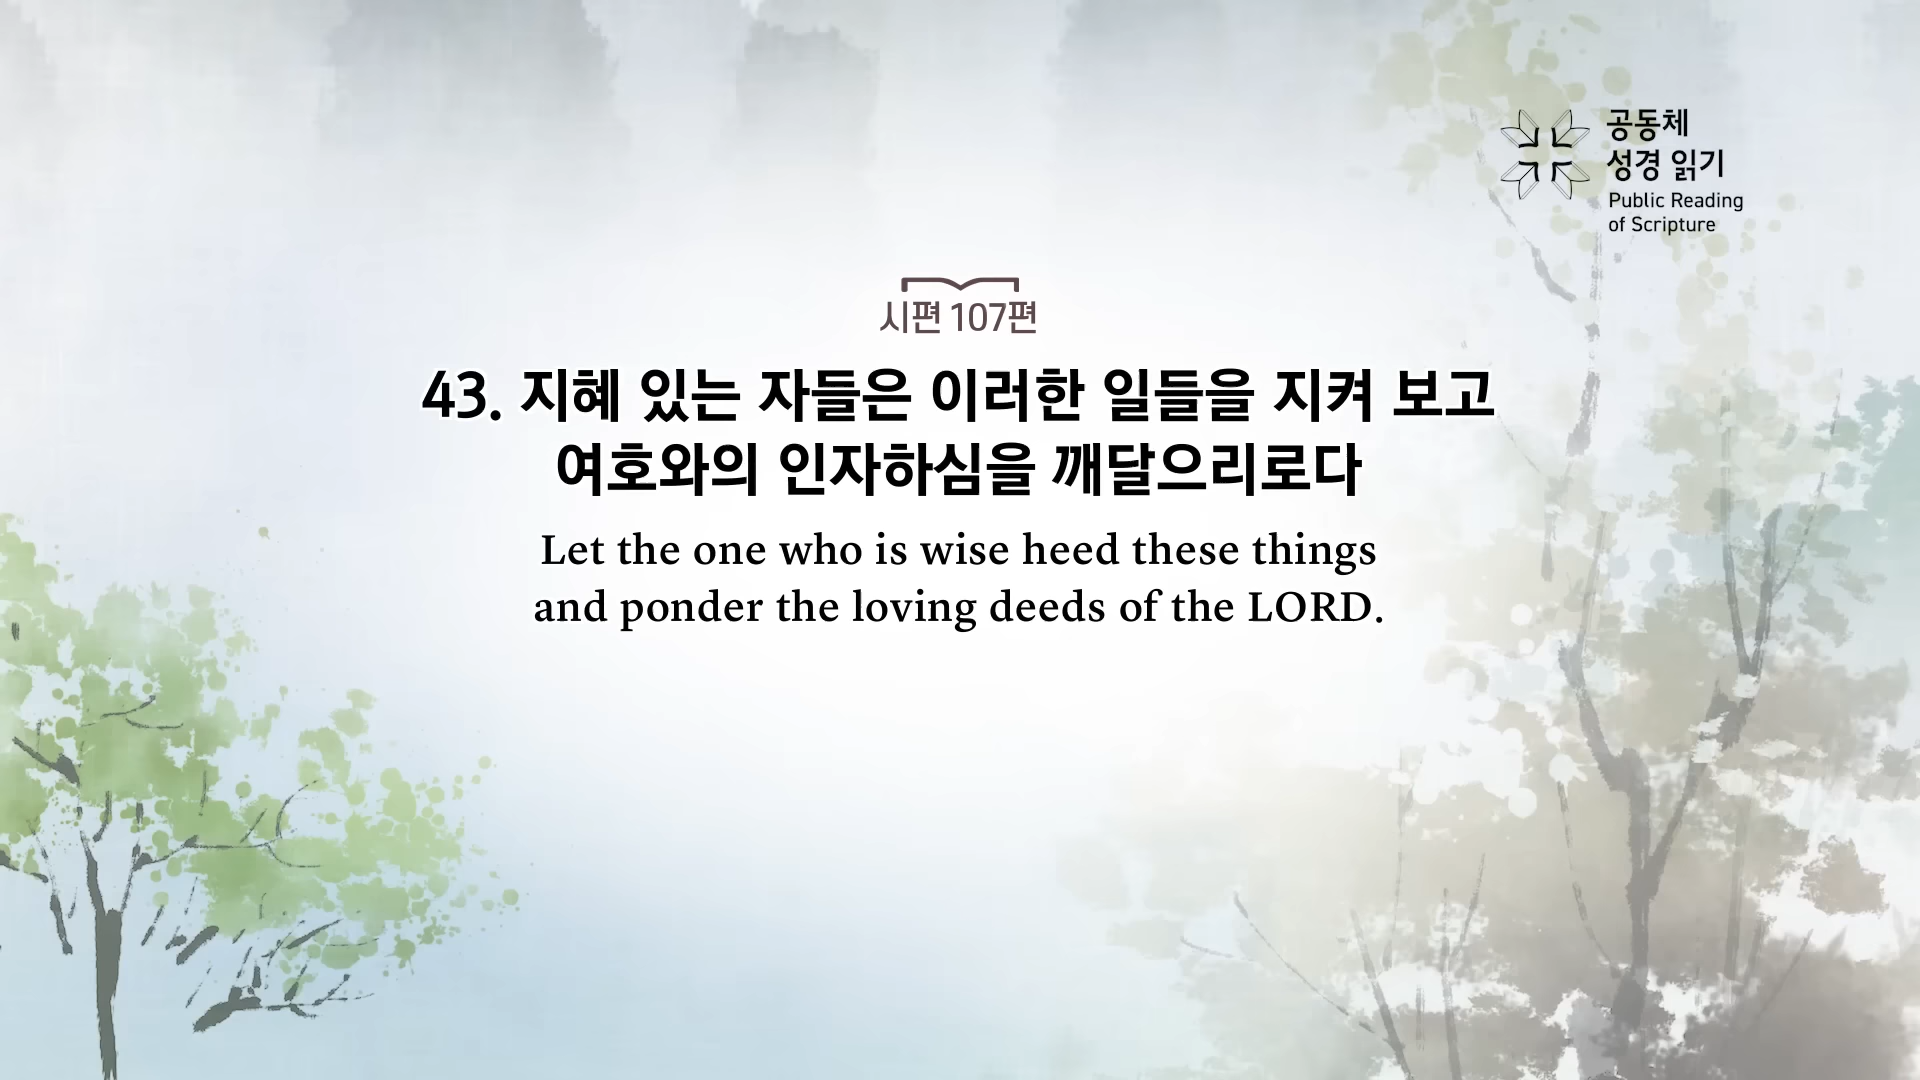 공동체
성경 읽기
Public Reading
of Scripture
시편 107편
43. 지혜 있는 자들은 이러한 일들을 지켜 보고
여호와의 인자하심을 깨달으리로다
Let the one who is wise heed these things
and ponder the loving deeds of the LORD.